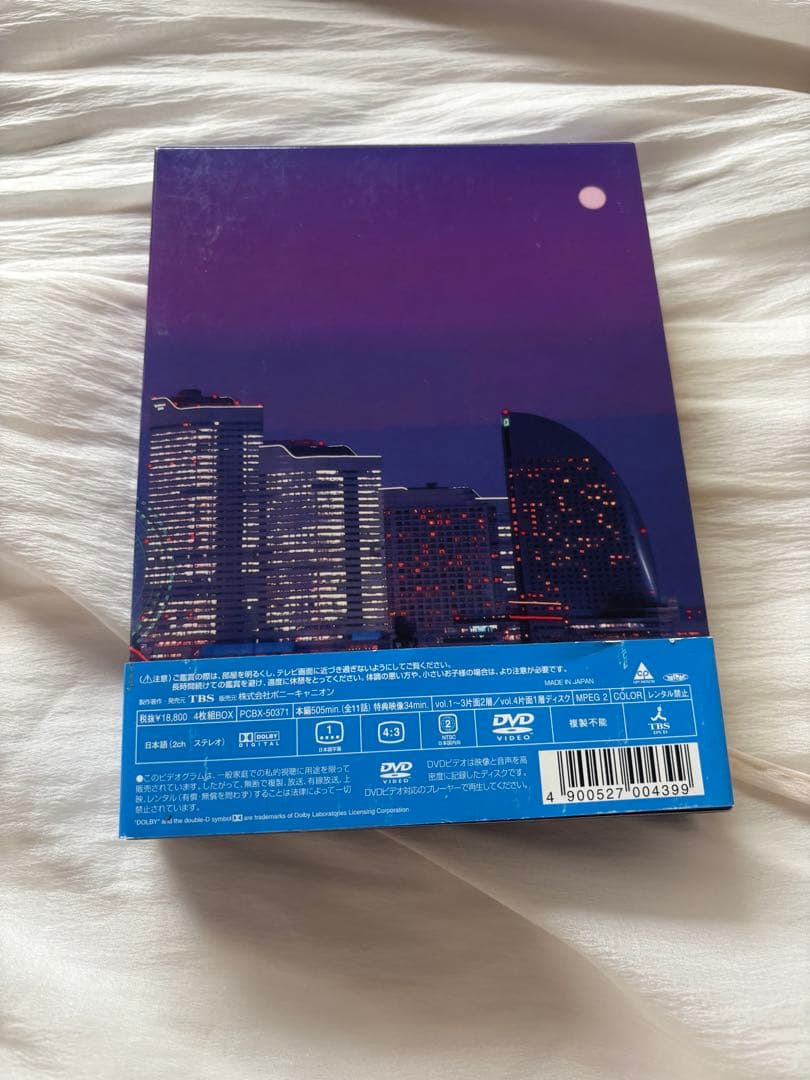 (⚠注意)ご鑑賞の際は、部屋を明るくし、テレビ画面に近づき過ぎないようにしてご覧ください。
長時間続けての鑑賞を避け、適度に休憩をとってください。体調の悪い方や、小さいお子様の場合は、より注意が必要です。
製作著作・発売元 TBS 販売元 株式会社ポニーキャニオン
MADE IN JAPAN
税抜¥18,800 4枚組BOX PCBX-50371 本編505min.(全11話) 特典映像34min. vol.1〜3片面2層/vol.4片面1層ディスク MPEG 2 COLOR レンタル禁止
日本語(2ch ステレオ) DOLBY DIGITAL 1 日本語字幕 4:3 2 NTSC 日本国内向 DVD VIDEO 複製不能 TBS DVD
●このビデオグラムは、一般家庭での私的視聴に用途を限って
販売されています。したがって、無断で複製、放送、有線放送、上
映、レンタル(有償・無償を問わず)することは法律によって一切
禁止されています。
DVD VIDEO
DVDビデオは映像と音声を高
密度に記録したディスクです。
DVDビデオ対応のプレーヤーで再生してください。
"DOLBY" and the double-D symbol are trademarks of Dolby Laboratories Licensing Corporation
4 900527 004399